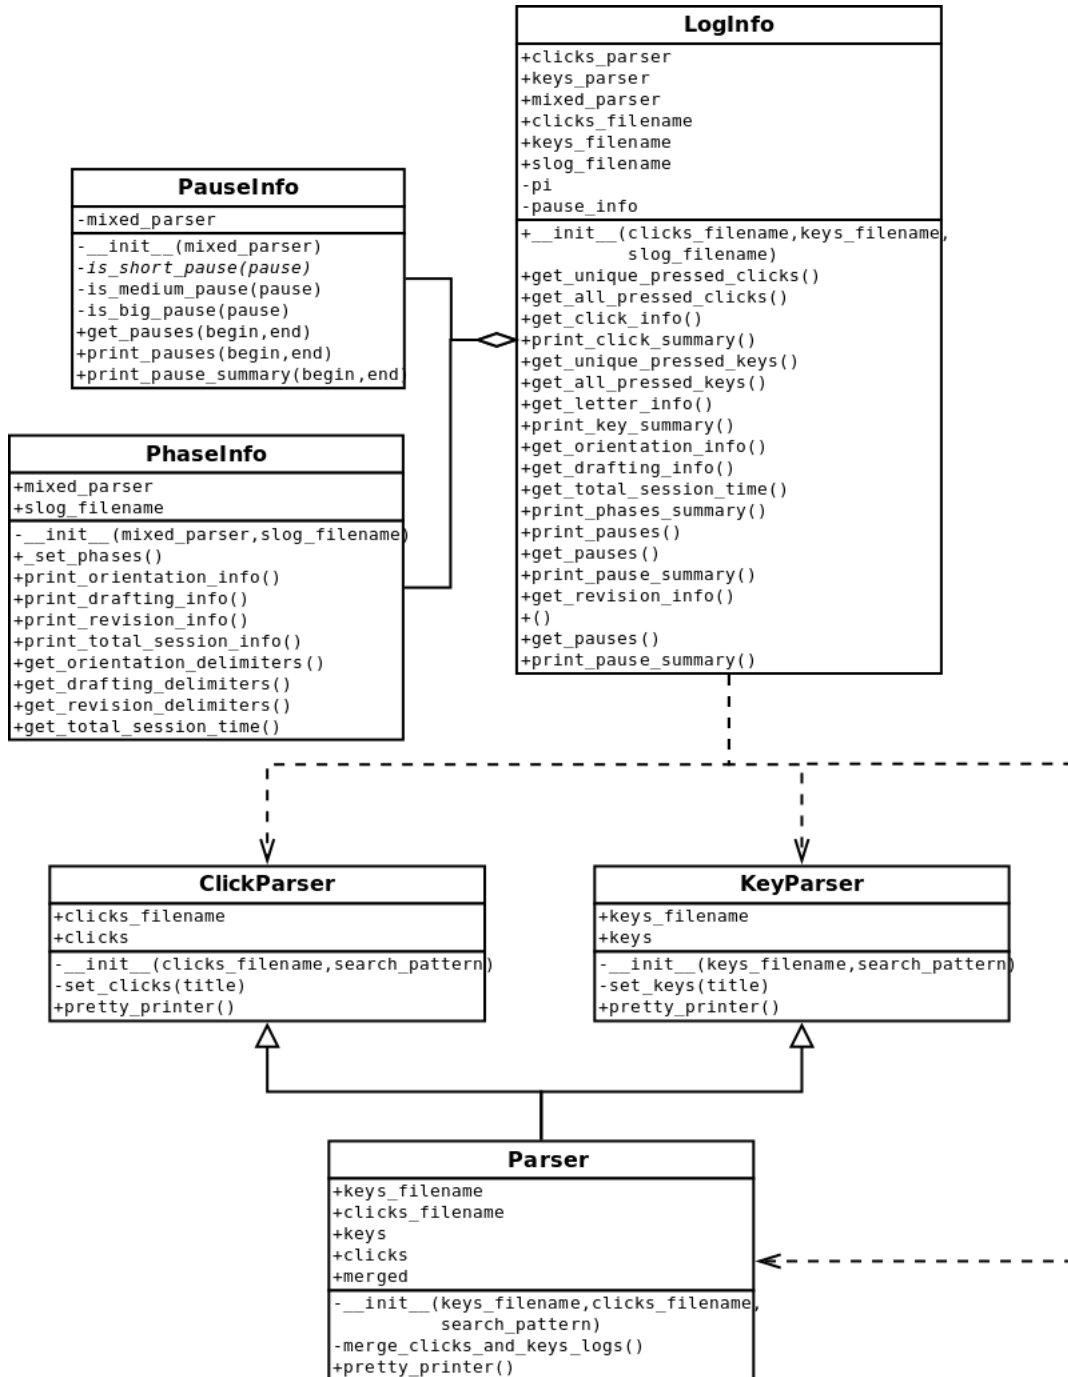 LogInfo
+clicks_parser
+keys_parser
+mixed_parser
+clicks_filename
+keys_filename
+slog_filename
-pi
-pause_info
+__init__(clicks_filename,keys_filename,
slog_filename)
+get_unique_pressed_clicks()
+get_all_pressed_clicks()
+get_click_info()
+print_click_summary()
+get_unique_pressed_keys()
+get_all_pressed_keys()
+get_letter_info()
+print_key_summary()
+get_orientation_info()
+get_drafting_info()
+get_total_session_time()
+print_phases_summary()
+print_pauses()
+get_pauses()
+print_pause_summary()
+get_revision_info()
+()
+get_pauses()
+print_pause_summary()
PauseInfo
-mixed_parser
-__init__(mixed_parser)
-is_short_pause(pause)
-is_medium_pause(pause)
-is_big_pause(pause)
+get_pauses(begin,end)
+print_pauses(begin,end)
+print_pause_summary(begin,end)
PhaseInfo
+mixed_parser
+slog_filename
-__init__(mixed_parser,slog_filename)
+_set_phases()
+print_orientation_info()
+print_drafting_info()
+print_revision_info()
+print_total_session_info()
+get_orientation_delimiters()
+get_drafting_delimiters()
+get_revision_delimiters()
+get_total_session_time()
ClickParser
+clicks_filename
+clicks
-__init__(clicks_filename,search_pattern)
-set_clicks(title)
+pretty_printer()
KeyParser
+keys_filename
+keys
-__init__(keys_filename,search_pattern)
-set_keys(title)
+pretty_printer()
Parser
+keys_filename
+clicks_filename
+keys
+clicks
+merged
-__init__(keys_filename,clicks_filename,
search_pattern)
-merge_clicks_and_keys_logs()
+pretty_printer()